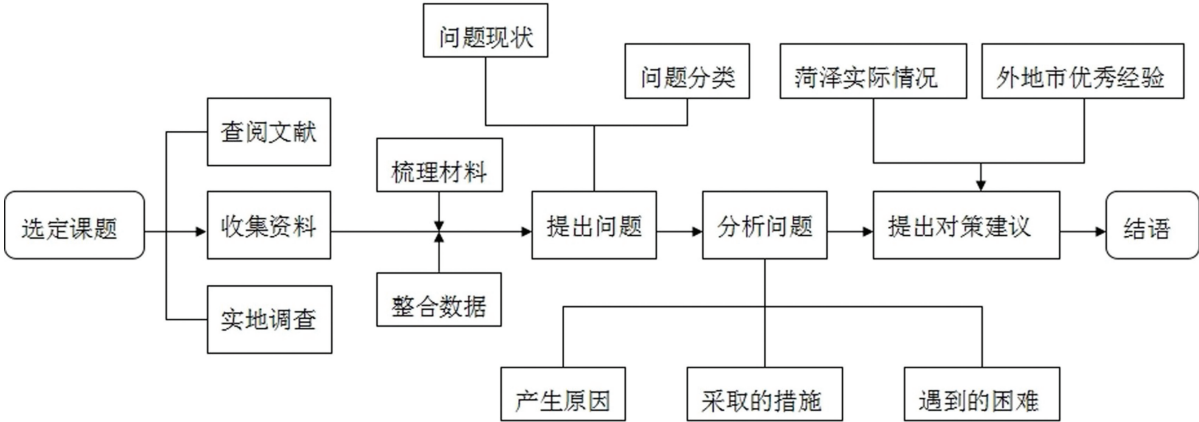 问题现状
问题分类
菏泽实际情况
外地市优秀经验
查阅文献
梳理材料
选定课题
收集资料
提出问题
分析问题
提出对策建议
结语
整合数据
实地调查
产生原因
采取的措施
遇到的困难